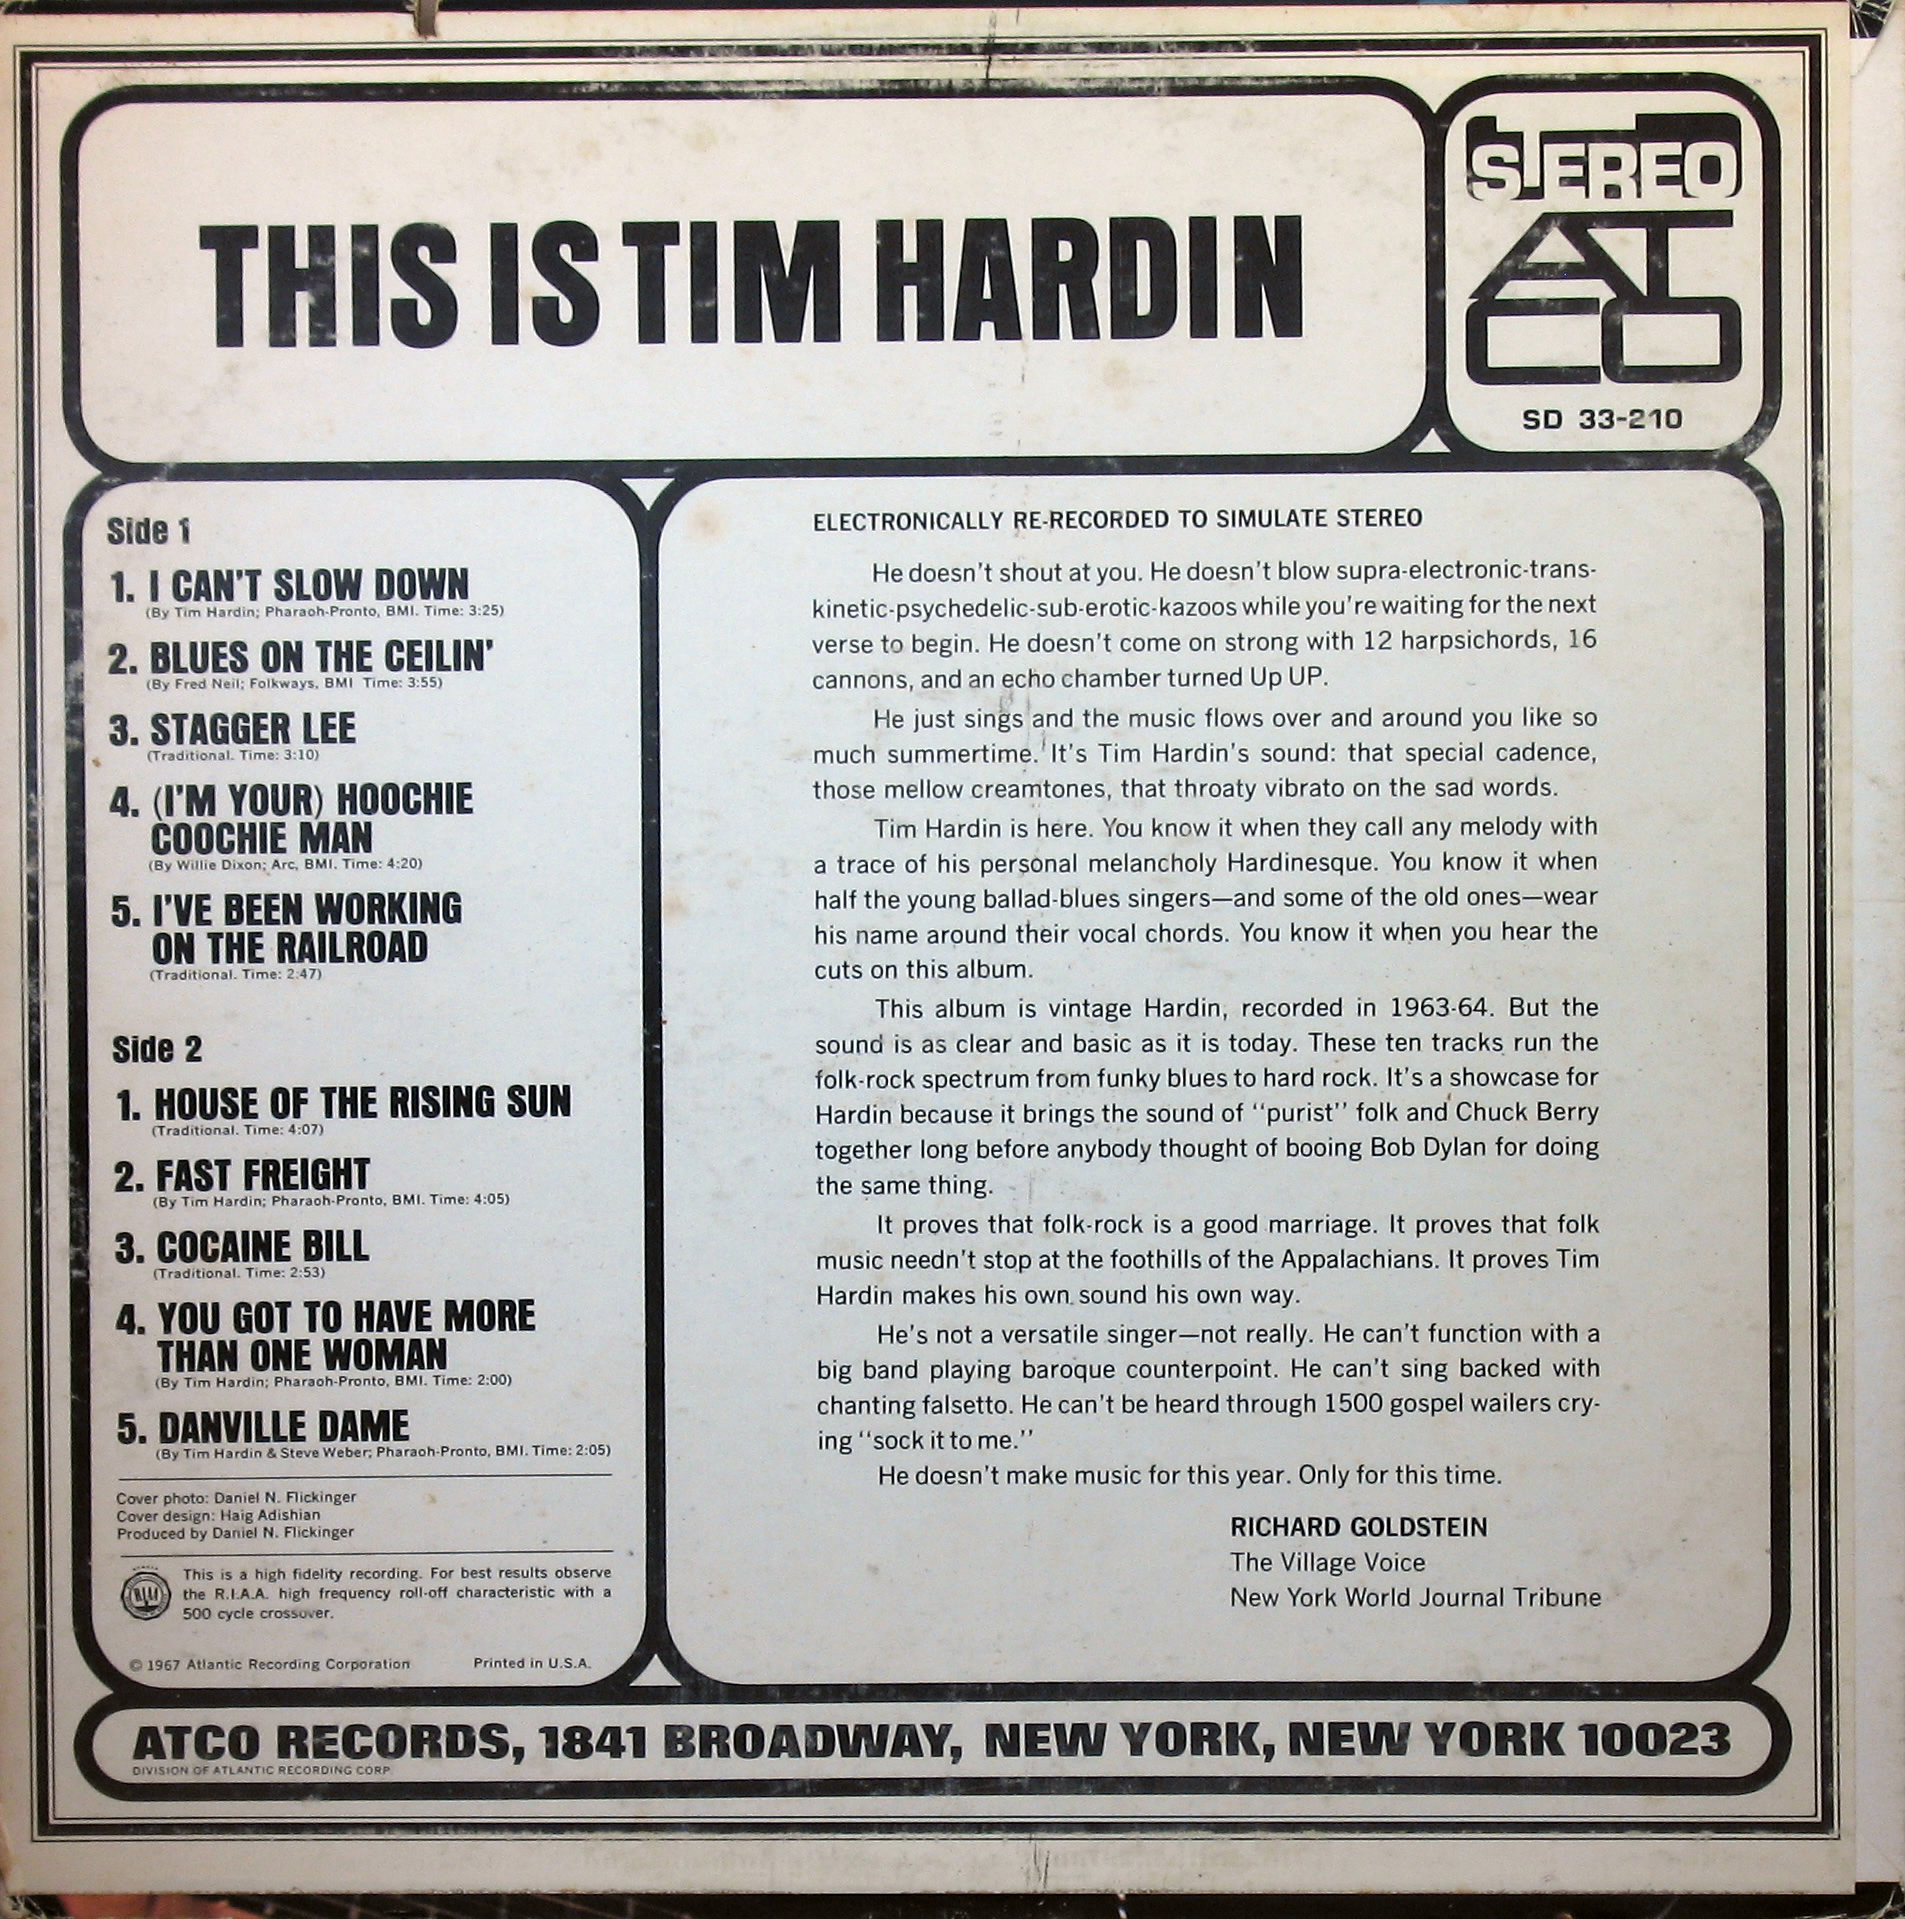 THIS IS TIM HARDIN
STEREO
ATCO
SD 33-210
Side 1
1. I CAN'T SLOW DOWN
(By Tim Hardin; Pharaoh-Pronto, BMI. Time: 3:25)
2. BLUES ON THE CEILIN'
(By Fred Neil; Folkways, BMI Time: 3:55)
3. STAGGER LEE
(Traditional. Time: 3:10)
4. (I'M YOUR) HOOCHIE
COOCHIE MAN
(By Willie Dixon; Arc, BMI. Time: 4:20)
5. I'VE BEEN WORKING
ON THE RAILROAD
(Traditional. Time: 2:47)
Side 2
1. HOUSE OF THE RISING SUN
(Traditional. Time: 4:07)
2. FAST FREIGHT
(By Tim Hardin; Pharaoh-Pronto, BMI. Time: 4:05)
3. COCAINE BILL
(Traditional. Time: 2:53)
4. YOU GOT TO HAVE MORE
THAN ONE WOMAN
(By Tim Hardin; Pharaoh-Pronto, BMI. Time: 2:00)
5. DANVILLE DAME
(By Tim Hardin & Steve Weber; Pharaoh-Pronto, BMI. Time: 2:05)
Cover photo: Daniel N. Flickinger
Cover design: Haig Adishian
Produced by Daniel N. Flickinger
RIAA
This is a high fidelity recording. For best results observe
the R.I.A.A. high frequency roll-off characteristic with a
500 cycle crossover.
© 1967 Atlantic Recording Corporation Printed in U.S.A.
ELECTRONICALLY RE-RECORDED TO SIMULATE STEREO
He doesn't shout at you. He doesn't blow supra-electronic-trans-
kinetic-psychedelic-sub-erotic-kazoos while you're waiting for the next
verse to begin. He doesn't come on strong with 12 harpsichords, 16
cannons, and an echo chamber turned Up UP.
He just sings and the music flows over and around you like so
much summertime. It's Tim Hardin's sound: that special cadence,
those mellow creamtones, that throaty vibrato on the sad words.
Tim Hardin is here. You know it when they call any melody with
a trace of his personal melancholy Hardinesque. You know it when
half the young ballad-blues singers—and some of the old ones—wear
his name around their vocal chords. You know it when you hear the
cuts on this album.
This album is vintage Hardin, recorded in 1963-64. But the
sound is as clear and basic as it is today. These ten tracks run the
folk-rock spectrum from funky blues to hard rock. It's a showcase for
Hardin because it brings the sound of "purist" folk and Chuck Berry
together long before anybody thought of booing Bob Dylan for doing
the same thing.
It proves that folk-rock is a good marriage. It proves that folk
music needn't stop at the foothills of the Appalachians. It proves Tim
Hardin makes his own sound his own way.
He's not a versatile singer—not really. He can't function with a
big band playing baroque counterpoint. He can't sing backed with
chanting falsetto. He can't be heard through 1500 gospel wailers cry-
ing "sock it to me."
He doesn't make music for this year. Only for this time.
RICHARD GOLDSTEIN
The Village Voice
New York World Journal Tribune
ATCO RECORDS, 1841 BROADWAY, NEW YORK, NEW YORK 10023
DIVISION OF ATLANTIC RECORDING CORP.